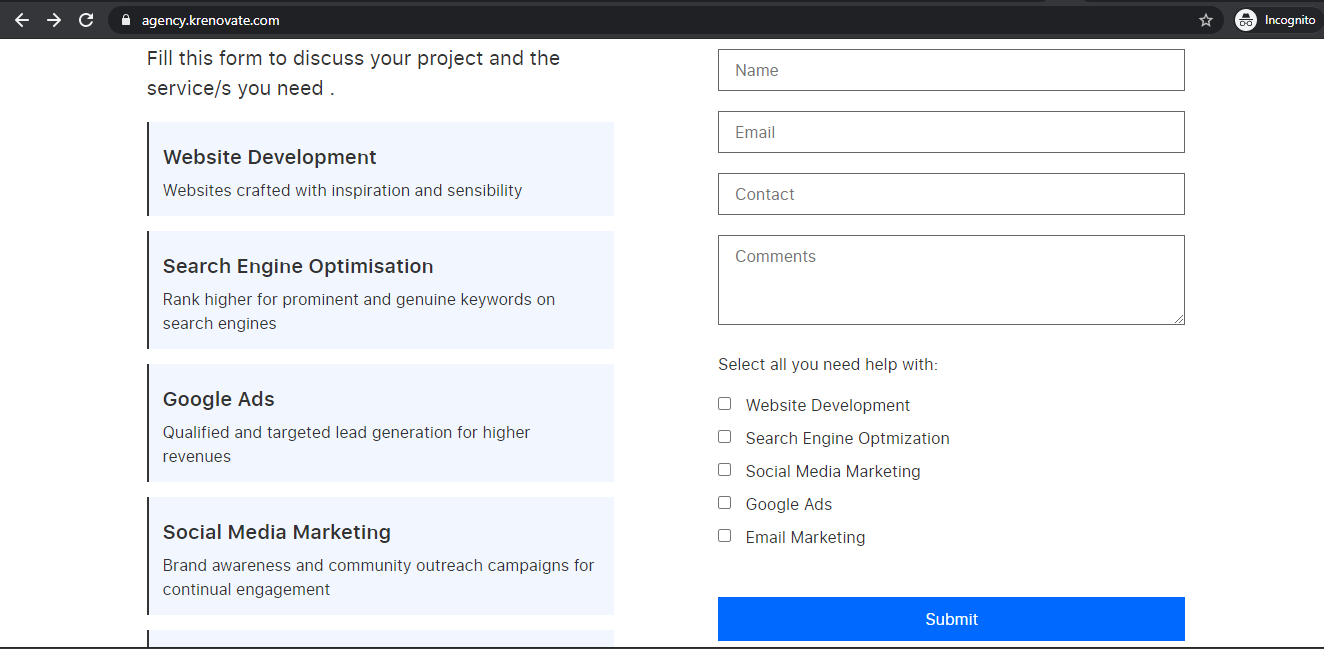 agency.krenovate.com
Incognito
Fill this form to discuss your project and the
service/s you need .
Website Development
Websites crafted with inspiration and sensibility
Search Engine Optimisation
Rank higher for prominent and genuine keywords on
search engines
Google Ads
Qualified and targeted lead generation for higher
revenues
Social Media Marketing
Brand awareness and community outreach campaigns for
continual engagement
Name
Email
Contact
Comments
Select all you need help with:
Website Development
Search Engine Optmization
Social Media Marketing
Google Ads
Email Marketing
Submit